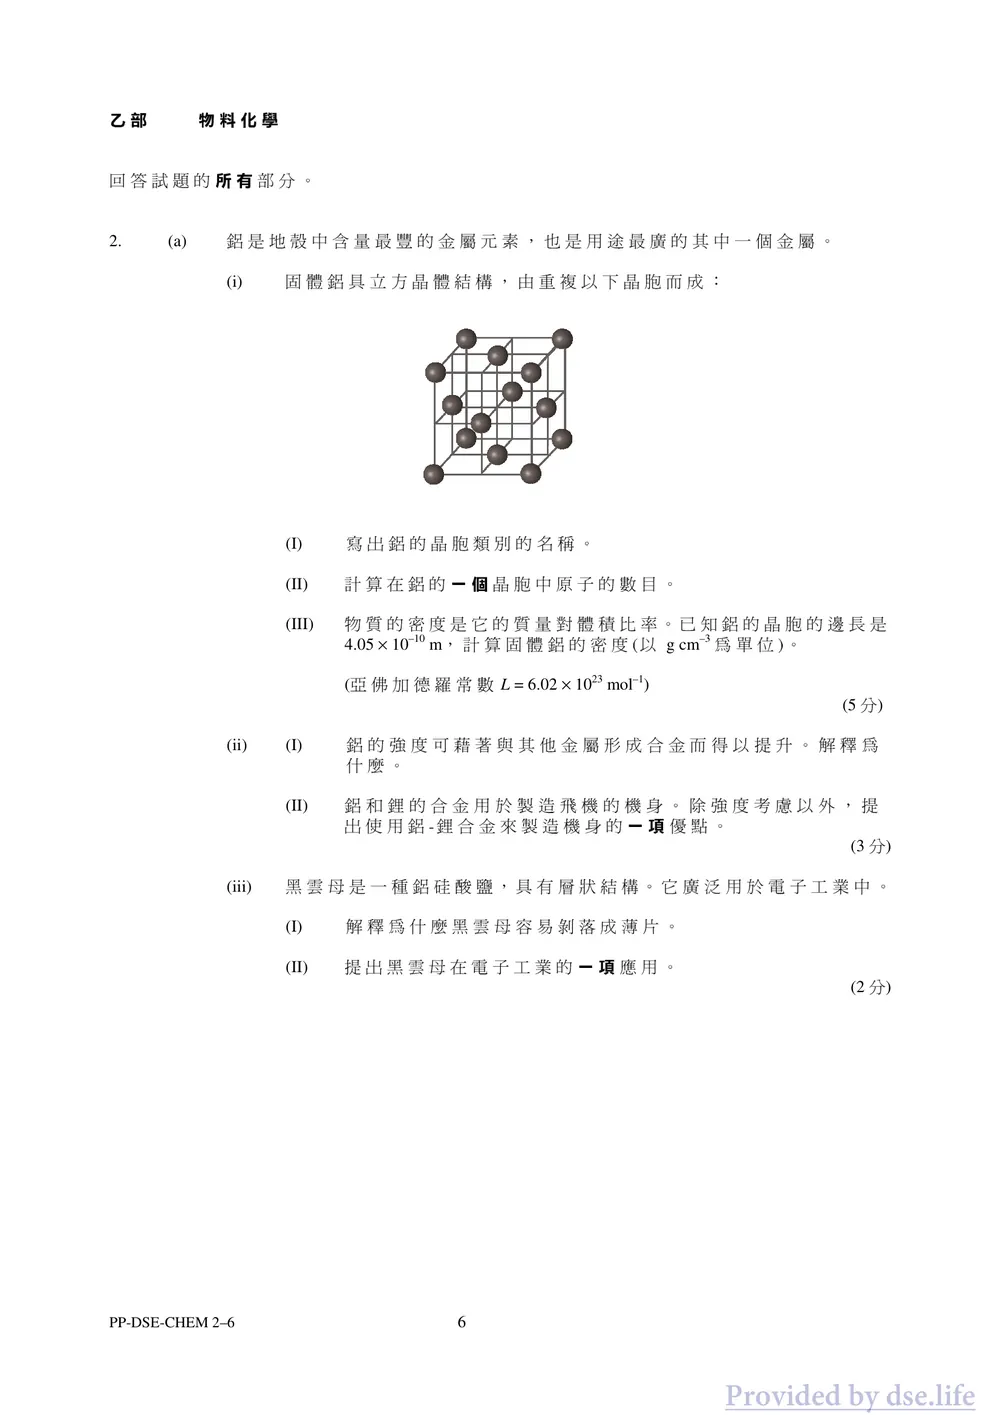 乙部 物料化學
回答試題的所有部分。
2. (a) 鋁是地殼中含量最豐的金屬元素，也是用途最廣的其中一個金屬。
(i) 固體鋁具立方晶體結構，由重複以下晶胞而成：
(I) 寫出鋁的晶胞類別的名稱。
(II) 計算在鋁的一個晶胞中原子的數目。
(III) 物質的密度是它的質量對體積比率。已知鋁的晶胞的邊長是
4.05 × 10⁻¹⁰ m，計算固體鋁的密度(以 g cm⁻³ 爲單位)。
(亞佛加德羅常數 L = 6.02 × 10²³ mol⁻¹)
(5 分)
(ii) (I) 鋁的強度可藉著與其他金屬形成合金而得以提升。解釋爲
什麼。
(II) 鋁和鋰的合金用於製造飛機的機身。除強度考慮以外，提
出使用鋁-鋰合金來製造機身的一項優點。
(3 分)
(iii) 黑雲母是一種鋁硅酸鹽，具有層狀結構。它廣泛用於電子工業中。
(I) 解釋爲什麼黑雲母容易剝落成薄片。
(II) 提出黑雲母在電子工業的一項應用。
(2 分)
PP-DSE-CHEM 2–6 6
Provided by dse.life